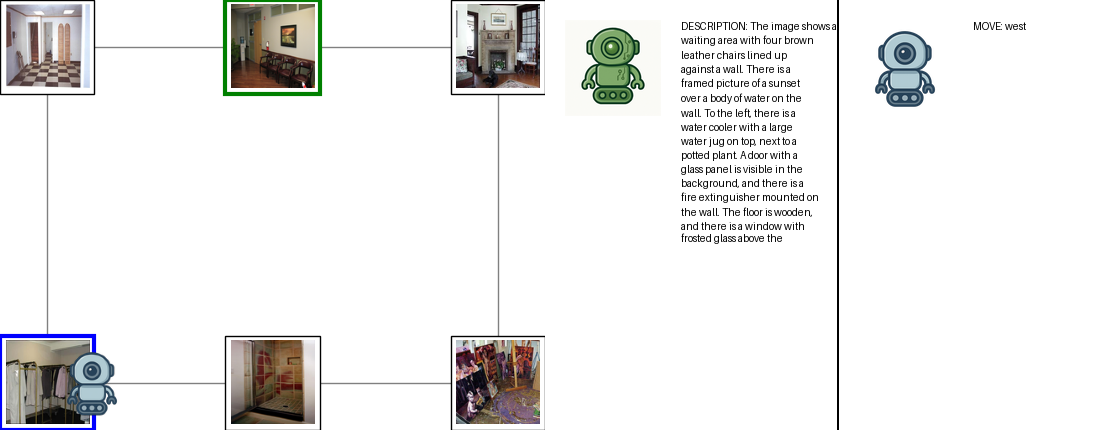 DESCRIPTION: The image shows a
waiting area with four brown
leather chairs lined up
against a wall. There is a
framed picture of a sunset
over a body of water on the
wall. To the left, there is a
water cooler with a large
water jug on top, next to a
potted plant. A door with a
glass panel is visible in the
background, and there is a
fire extinguisher mounted on
the wall. The floor is wooden,
and there is a window with
frosted glass above the
MOVE: west